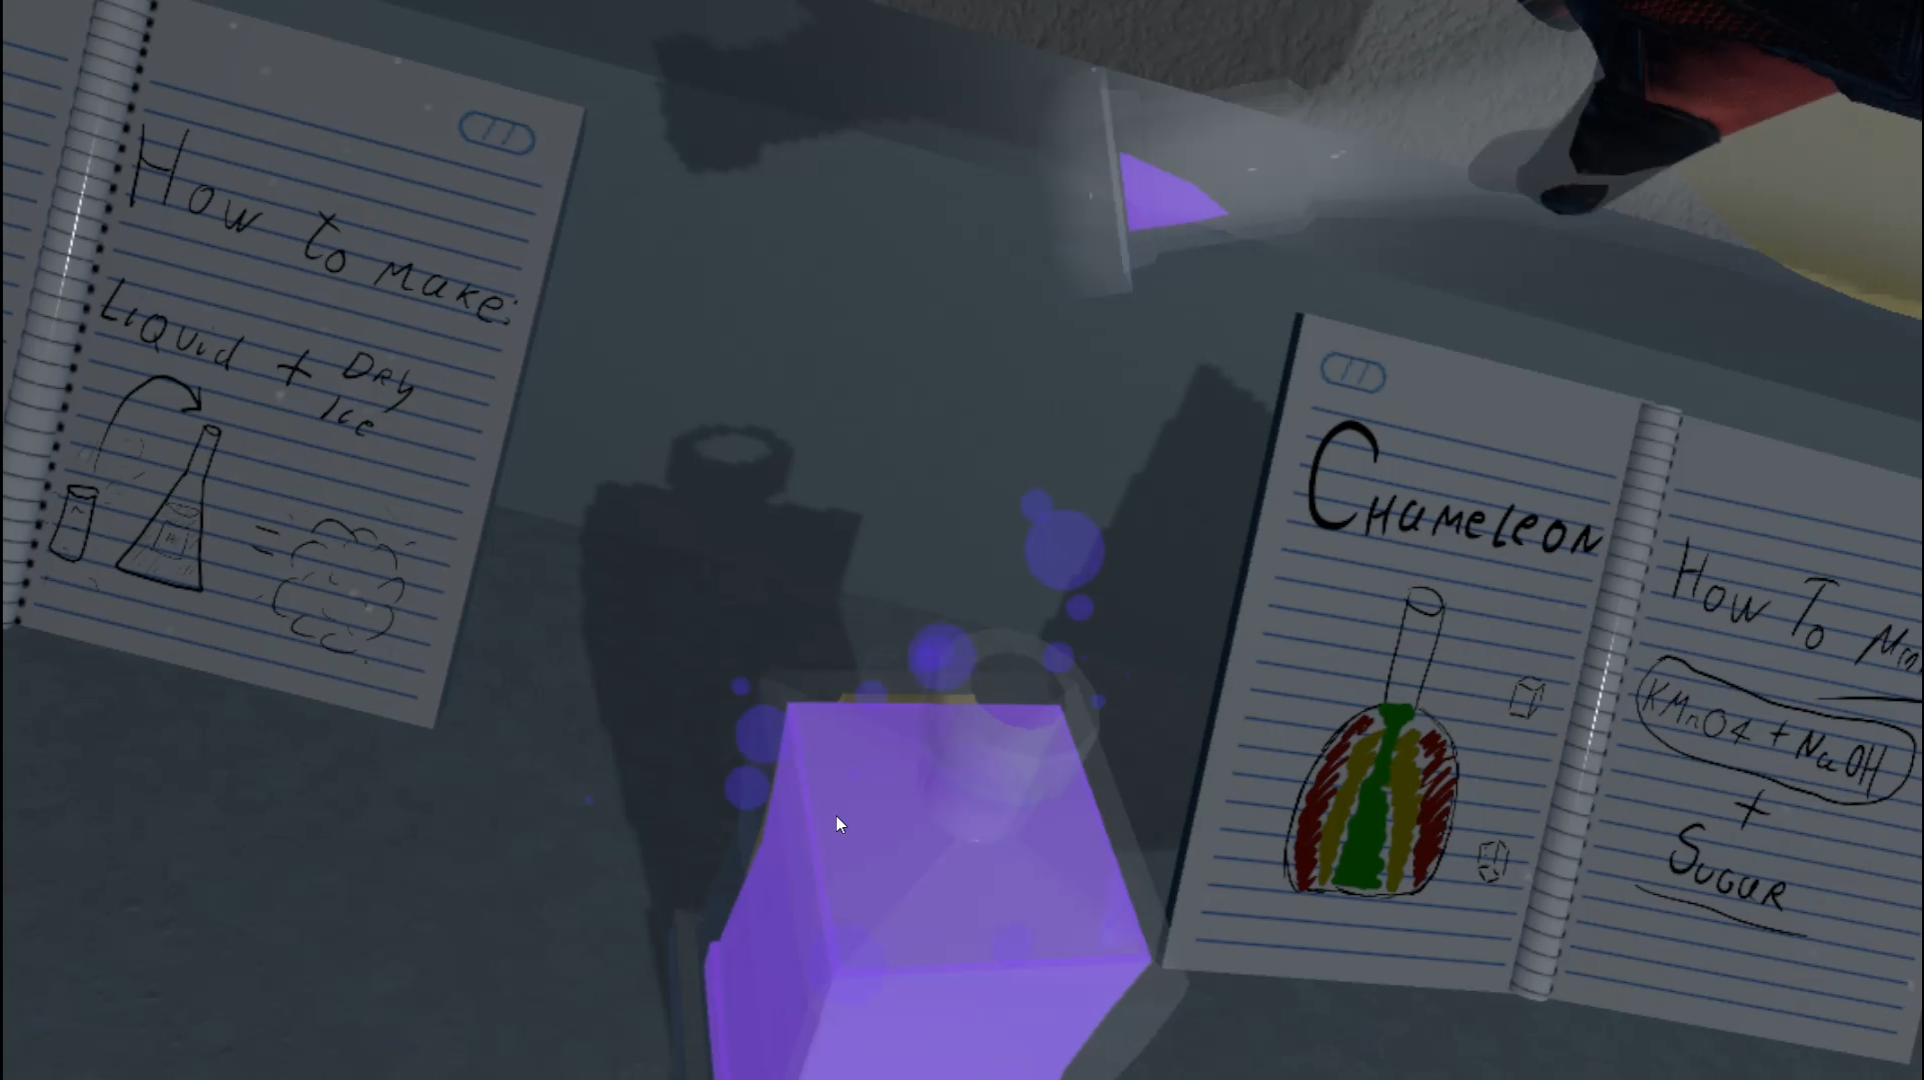 How to make:
Liquid + Dry
Ice
Chameleon
How To
KMnO4 + NaOH
+
Sugar